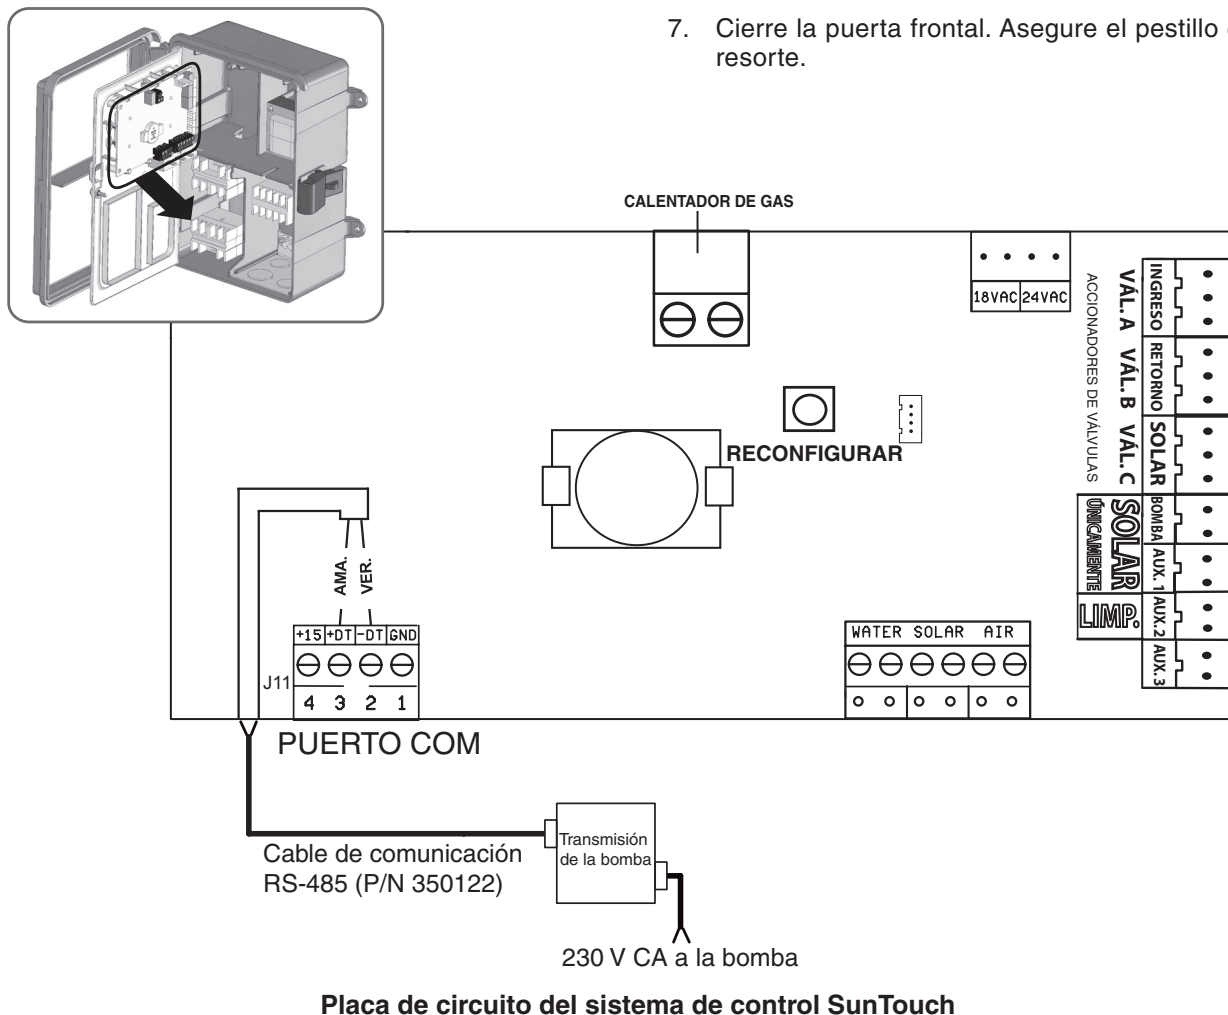 7. Cierre la puerta frontal. Asegure el pestillo
resorte.
CALENTADOR DE GAS
18VAC 24VAC
ACCIONADORES DE VÁLVULAS
VÁL. A VÁL. B VÁL. C
INGRESO
RETORNO
SOLAR
BOMBA
AUX. 1
AUX.2
AUX.3
SOLAR
ÚNICAMENTE
LIMP.
RECONFIGURAR
AMA.
VER.
+15 +DT -DT GND
J11
4 3 2 1
WATER SOLAR AIR
PUERTO COM
Transmisión
de la bomba
Cable de comunicación
RS-485 (P/N 350122)
230 V CA a la bomba
Placa de circuito del sistema de control SunTouch